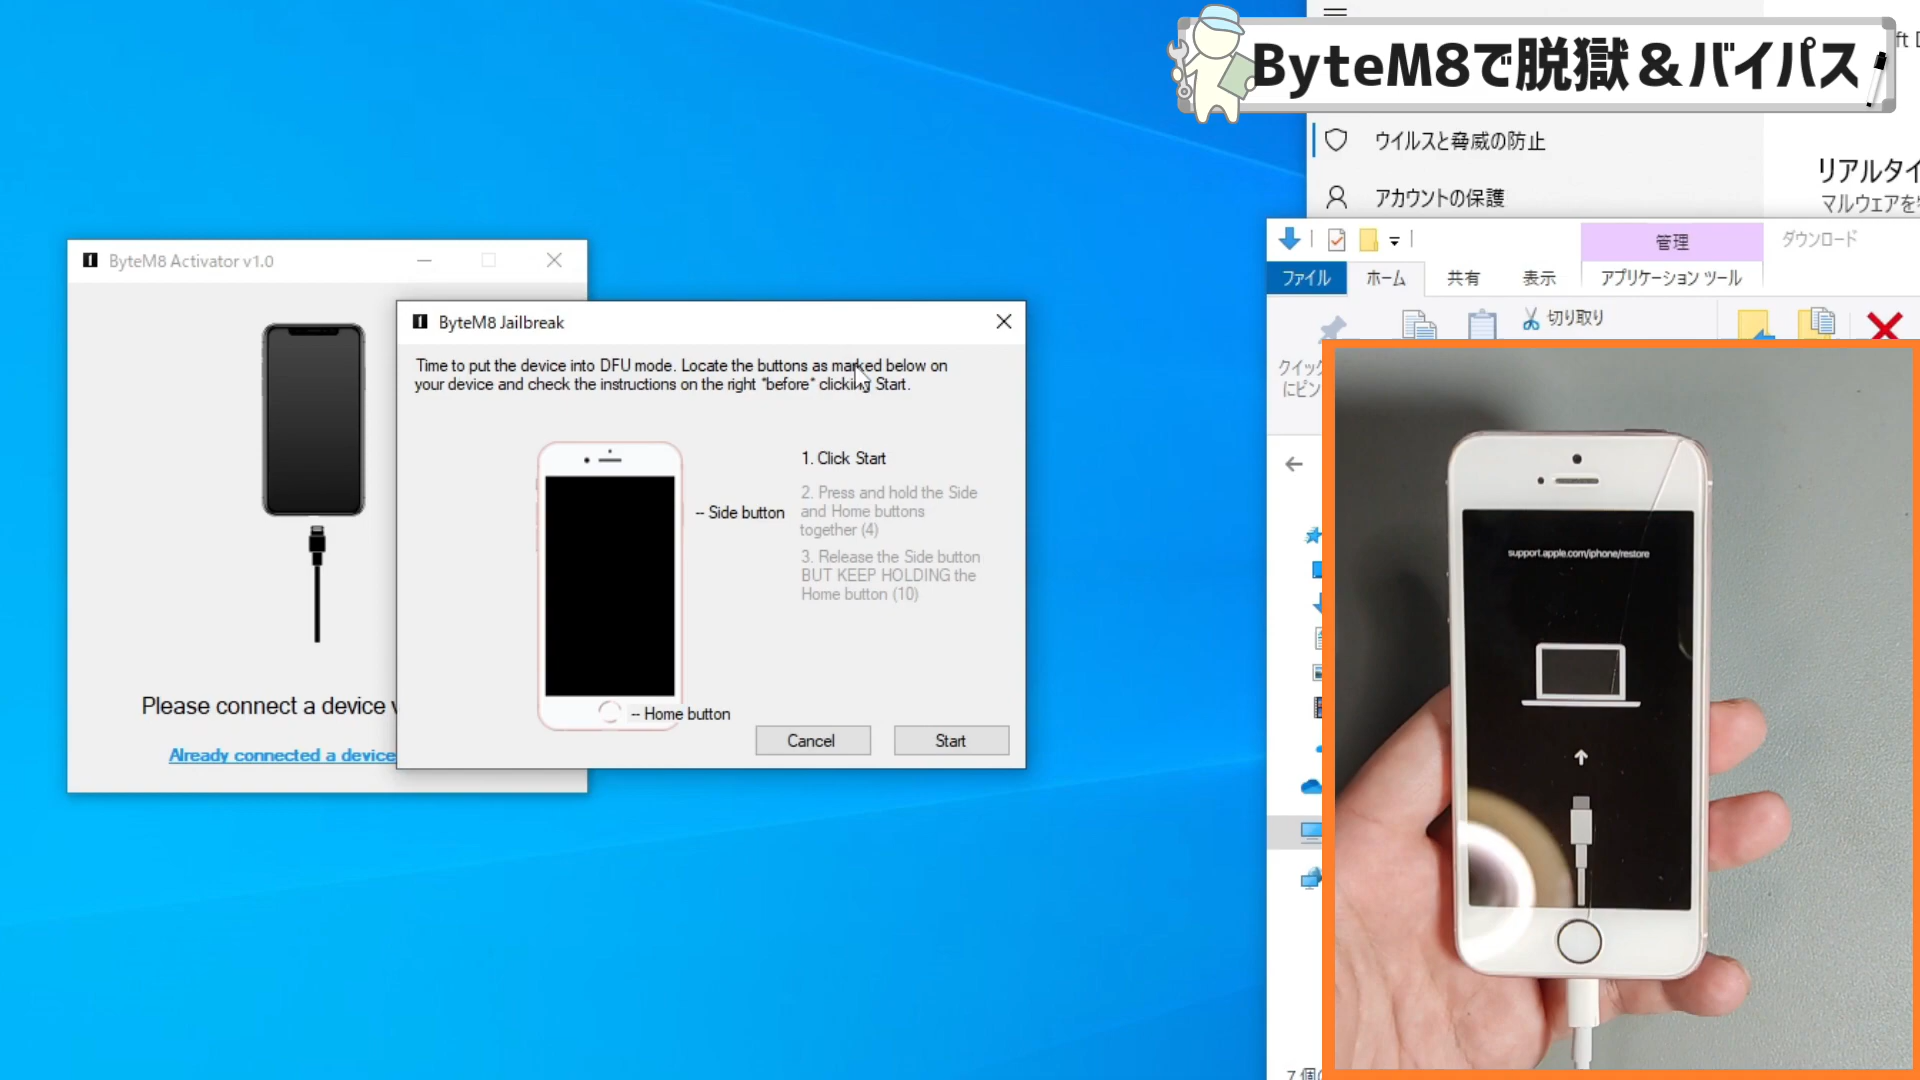 ByteM8で脱獄&バイパス
ウイルスと脅威の防止
アカウントの保護
リアルタイ
マルウェアを
管理
ダウンロード
ファイル
ホーム
共有
表示
アプリケーション ツール
切り取り
クイック
にピン
ByteM8 Activator v1.0
Please connect a device
Already connected a device
ByteM8 Jailbreak
Time to put the device into DFU mode. Locate the buttons as marked below on
your device and check the instructions on the right *before* clicking Start.
1. Click Start
2. Press and hold the Side
and Home buttons
together (4)
3. Release the Side button
BUT KEEP HOLDING the
Home button (10)
-- Side button
-- Home button
Cancel
Start
support.apple.com/iphone/restore